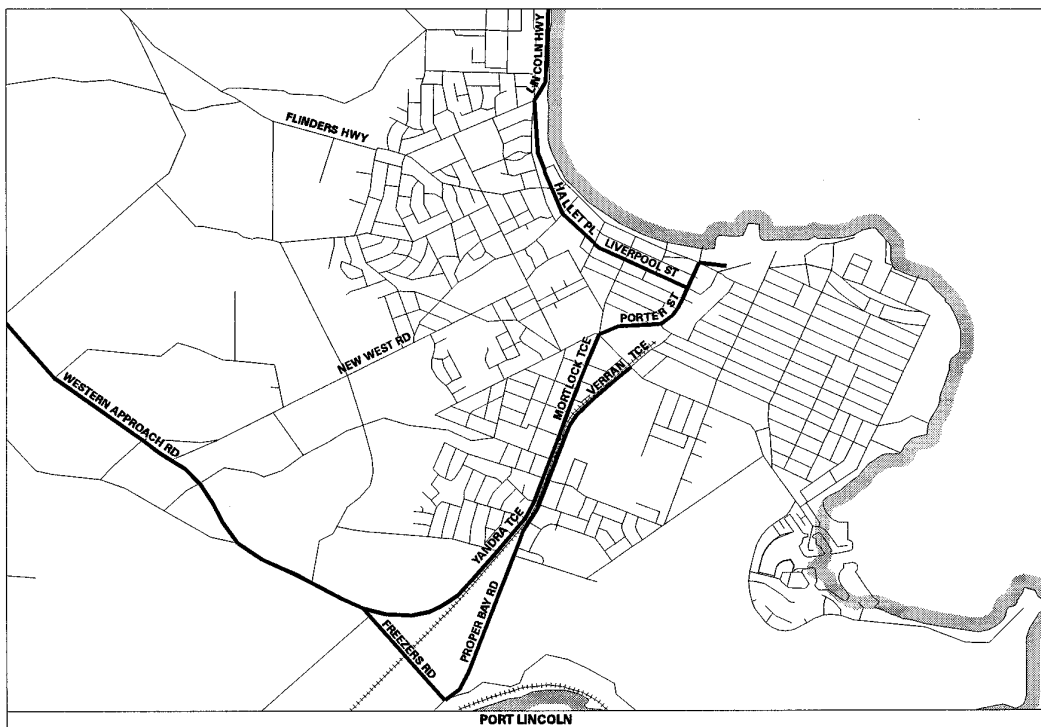 LINCOLN HWY
FLINDERS HWY
HALLET PL
LIVERPOOL ST
PORTER ST
NEW WEST RD
MORTLOCK TCE
VERRAN TCE
WESTERN APPROACH RD
YANDRA TCE
PROPER BAY RD
FREEZERS RD
PORT LINCOLN